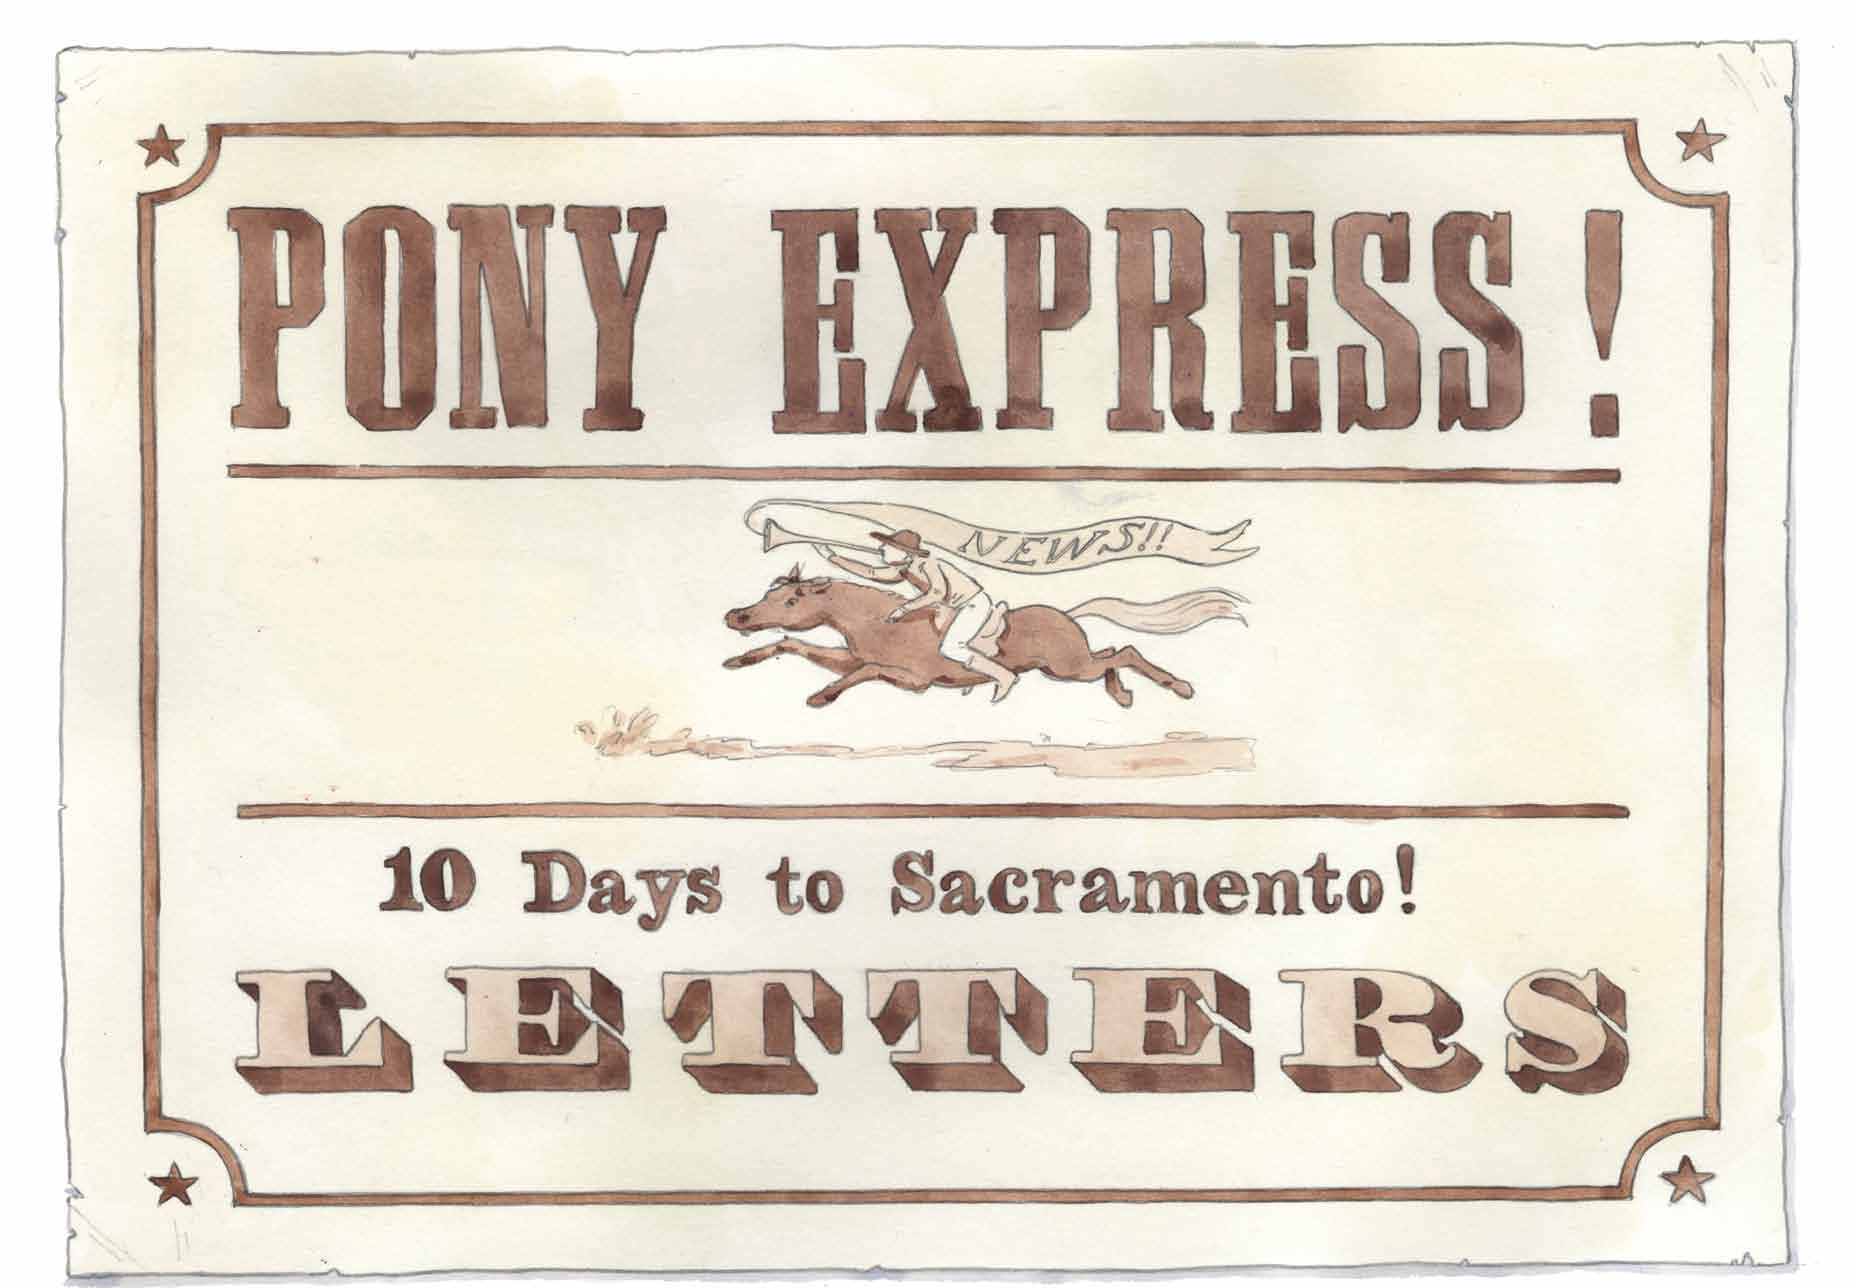 PONY EXPRESS!
NEWS!!
10 Days to Sacramento!
LETTERS